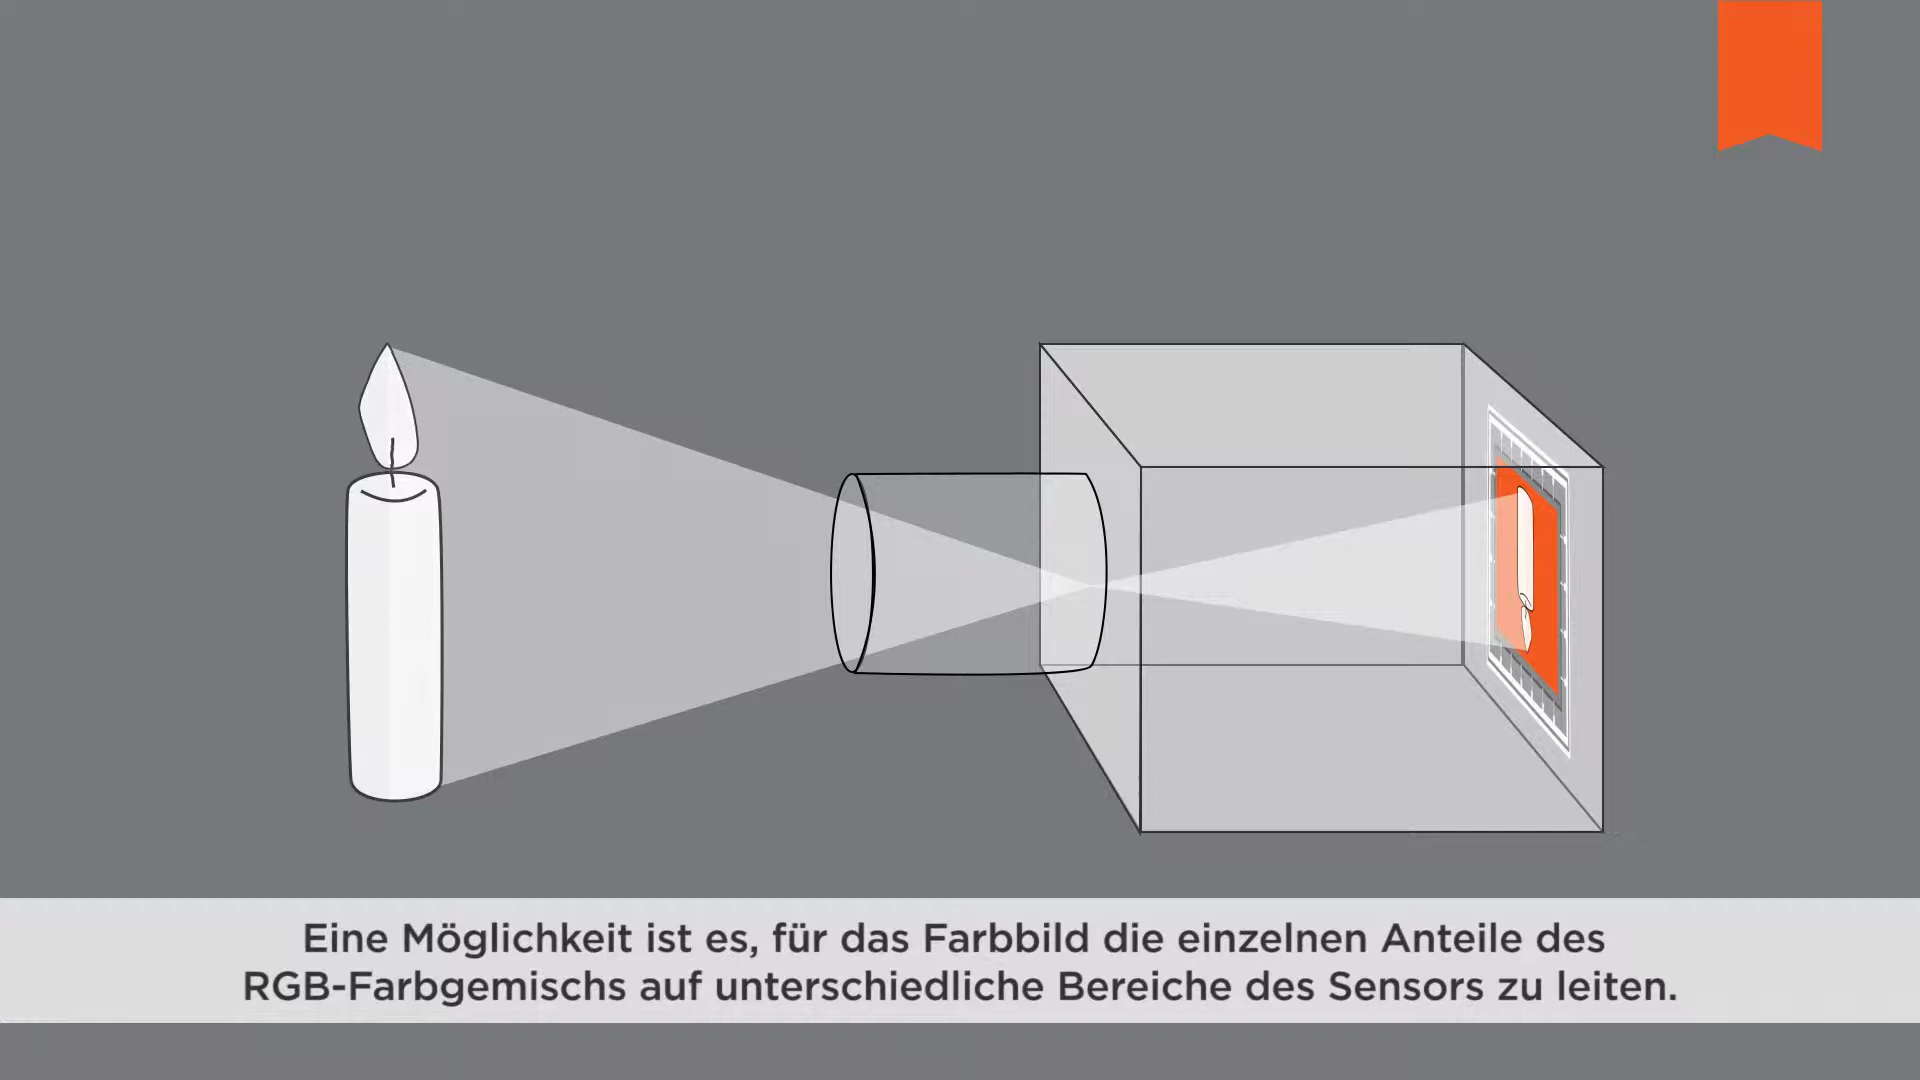 Eine Möglichkeit ist es, für das Farbbild die einzelnen Anteile des
RGB-Farbgemischs auf unterschiedliche Bereiche des Sensors zu leiten.